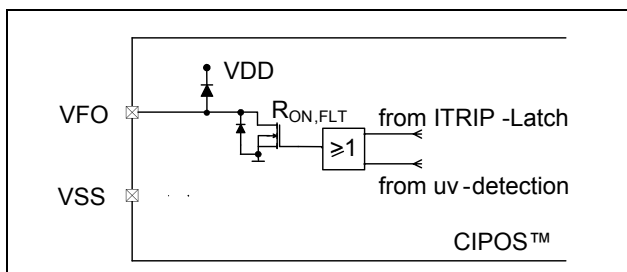 VDD
VFO
RON,FLT
from ITRIP -Latch
≥1
from uv-detection
VSS
CIPOS™